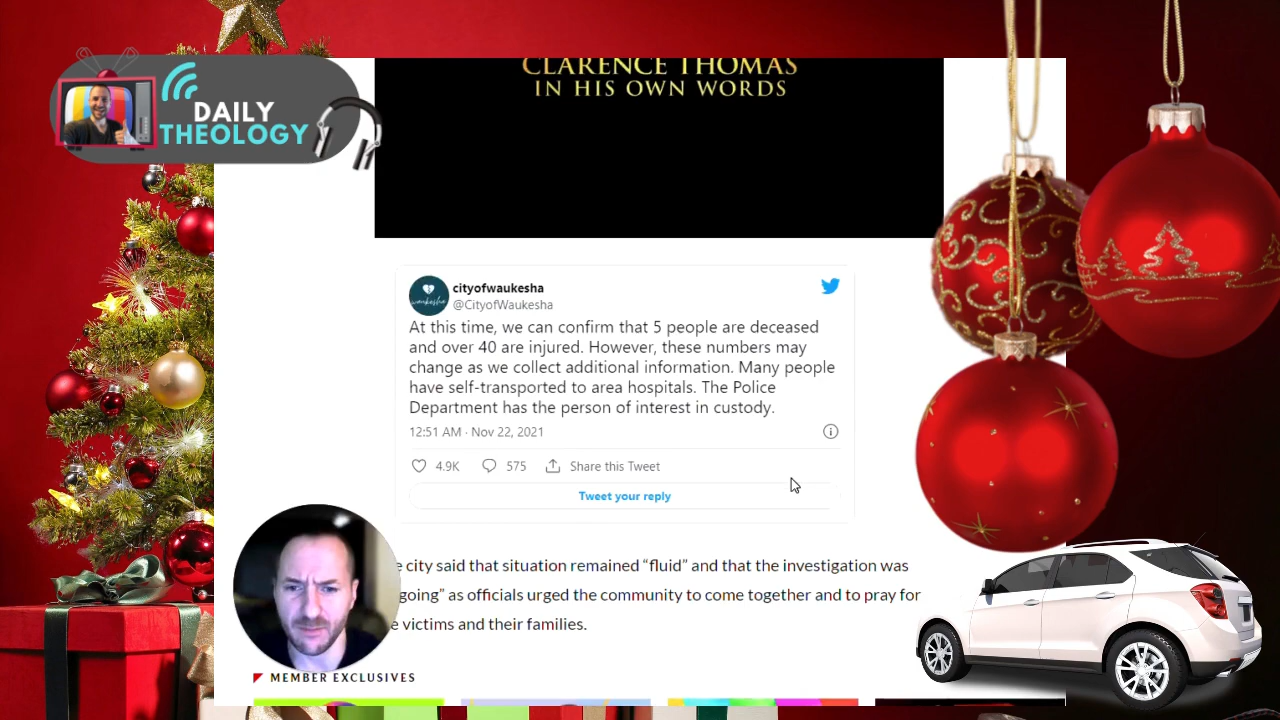 CLARENCE THOMAS
IN HIS OWN WORDS
DAILY
THEOLOGY
cityofwaukesha
@CityofWaukesha
At this time, we can confirm that 5 people are deceased
and over 40 are injured. However, these numbers may
change as we collect additional information. Many people
have self-transported to area hospitals. The Police
Department has the person of interest in custody.
12:51 AM · Nov 22, 2021
4.9K 575 Share this Tweet
Tweet your reply
city said that situation remained “fluid” and that the investigation was
going” as officials urged the community to come together and to pray for
victims and their families.
MEMBER EXCLUSIVES